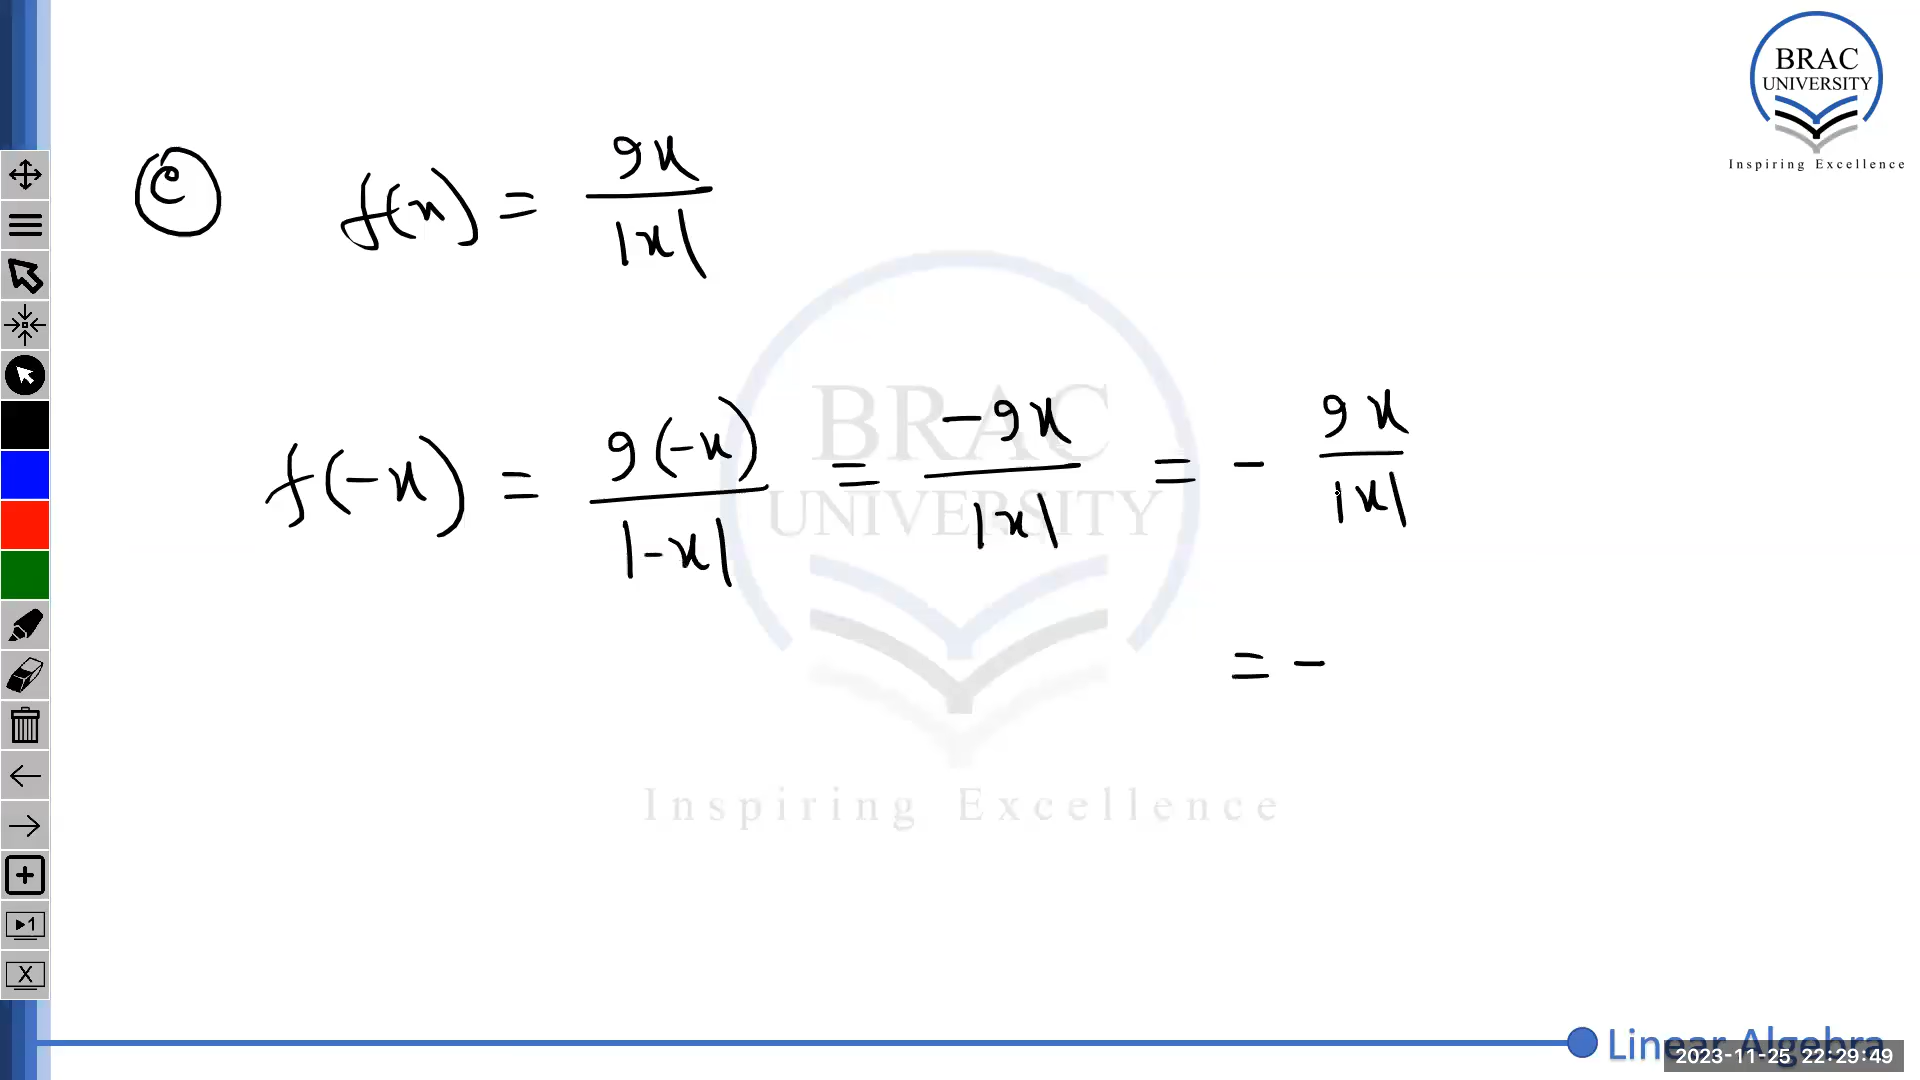 BRAC
UNIVERSITY
Inspiring Excellence
(c) f(x) = 9x / |x|
f(-x) = 9(-x) / |-x| = -9x / |x| = - 9x / |x|
= -
BRAC
UNIVERSITY
Inspiring Excellence
Linear Algebra
2023-11-25 22:29:49